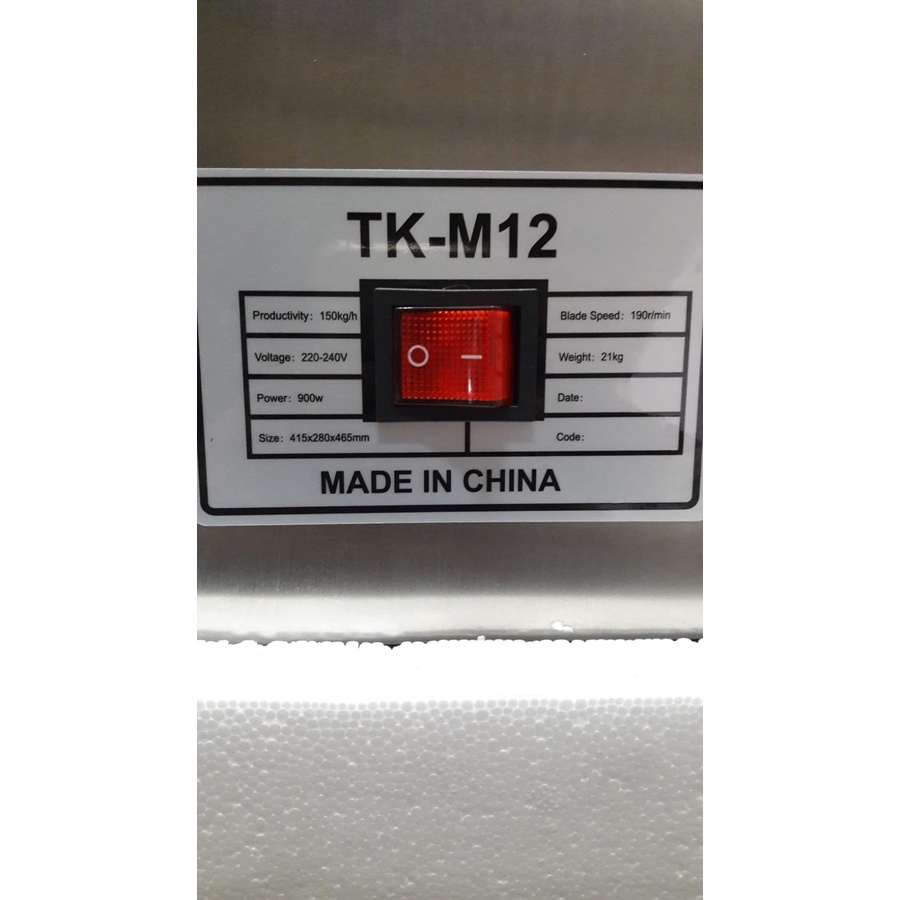 TK-M12
Productivity: 150kg/h
Blade Speed: 190r/min
Voltage: 220-240V
Weight: 21kg
Power: 900w
Date:
Size: 415x280x465mm
Code:
MADE IN CHINA